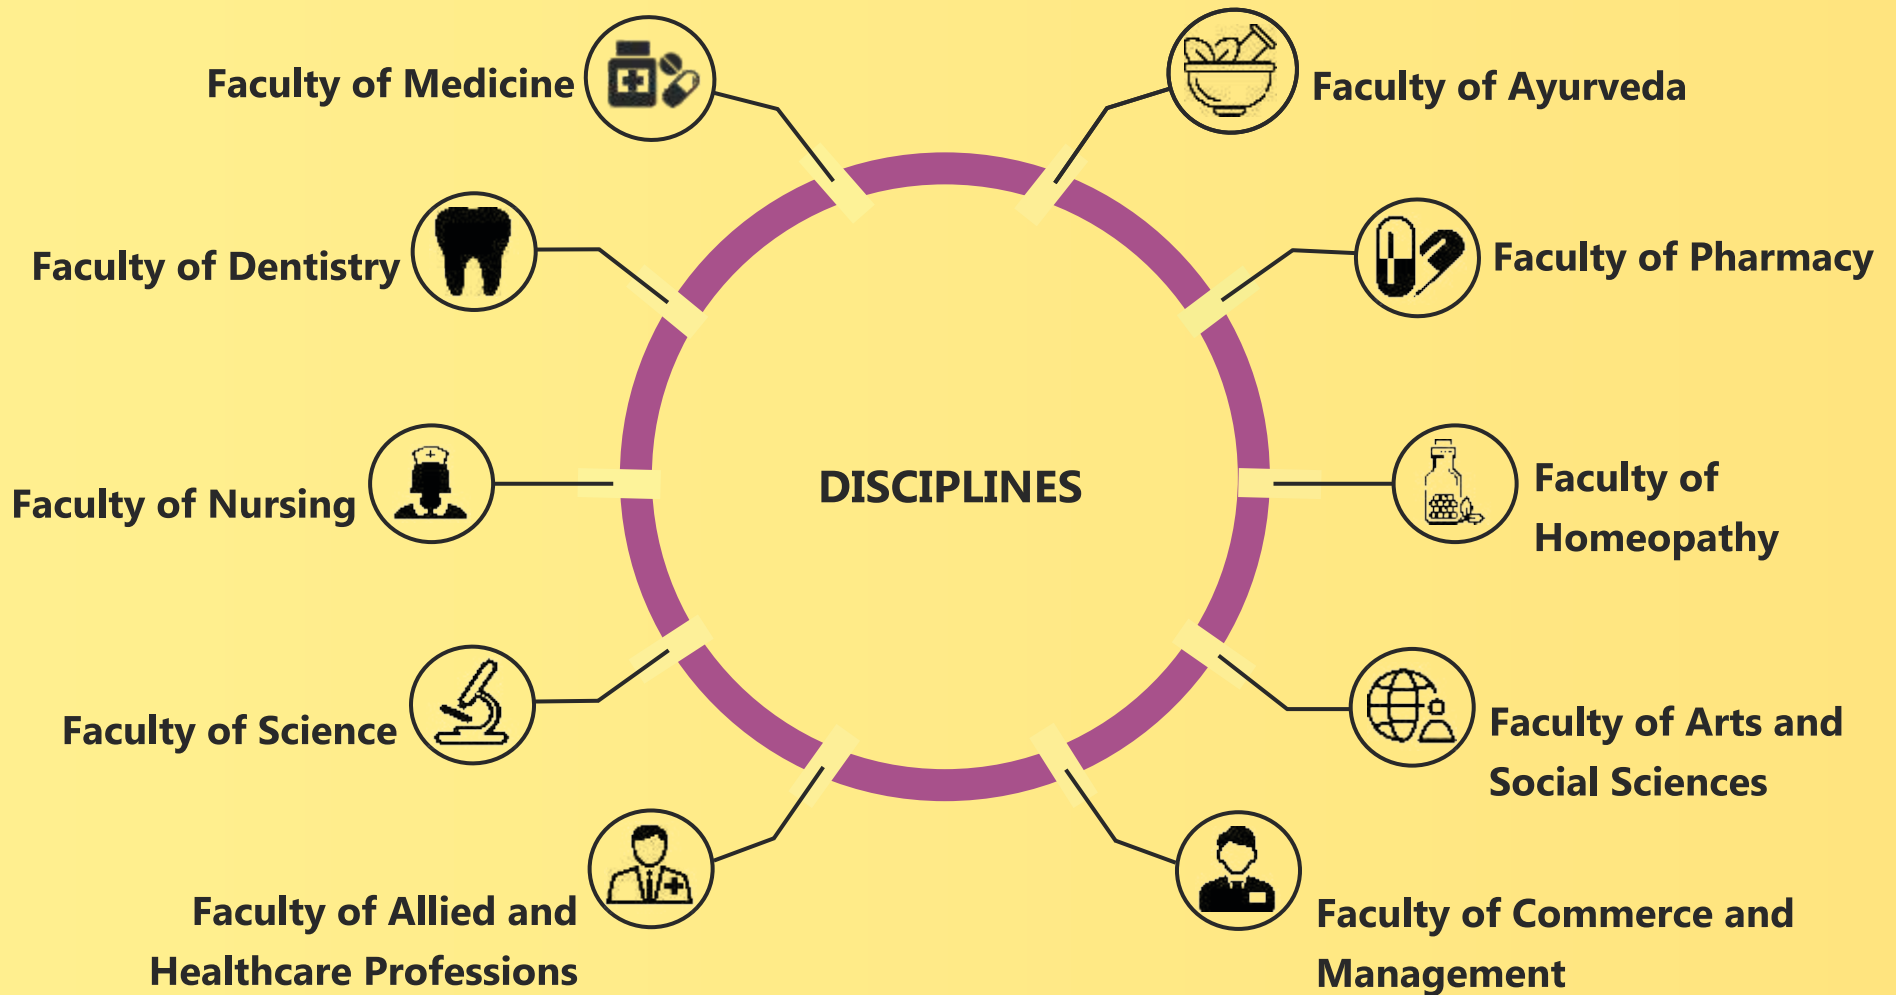 Faculty of Medicine
Faculty of Ayurveda
Faculty of Dentistry
Faculty of Pharmacy
Faculty of Nursing
DISCIPLINES
Faculty of
Homeopathy
Faculty of Science
Faculty of Arts and
Social Sciences
Faculty of Allied and
Healthcare Professions
Faculty of Commerce and
Management